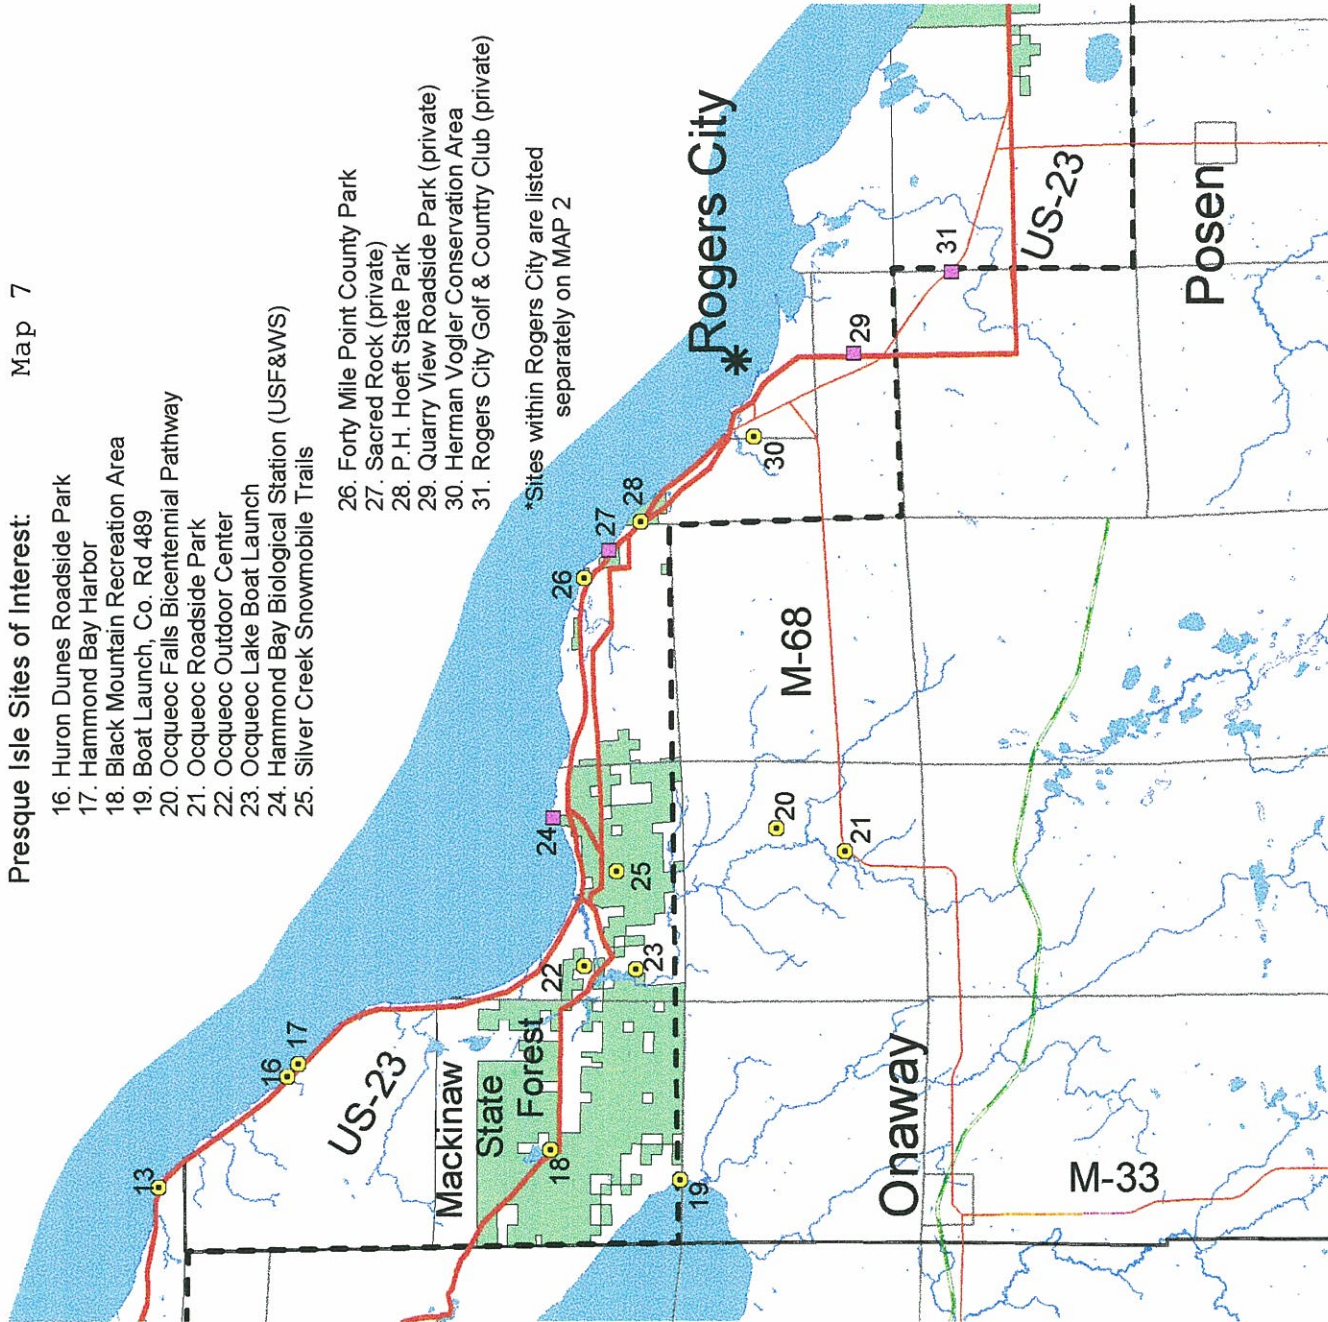 Presque Isle Sites of Interest:
Map 7
16. Huron Dunes Roadside Park
17. Hammond Bay Harbor
18. Black Mountain Recreation Area
19. Boat Launch, Co. Rd 489
20. Ocqueoc Falls Bicentennial Pathway
21. Ocqueoc Roadside Park
22. Ocqueoc Outdoor Center
23. Ocqueoc Lake Boat Launch
24. Hammond Bay Biological Station (USF&WS)
25. Silver Creek Snowmobile Trails
26. Forty Mile Point County Park
27. Sacred Rock (private)
28. P.H. Hoeft State Park
29. Quarry View Roadside Park (private)
30. Herman Vogler Conservation Area
31. Rogers City Golf & Country Club (private)
*Sites within Rogers City are listed
separately on MAP 2
13
16
17
US-23
Mackinaw
State
Forest
18
19
22
23
24
25
26
27
28
Rogers City
30
29
31
US-23
Posen
M-68
20
21
Onaway
M-33